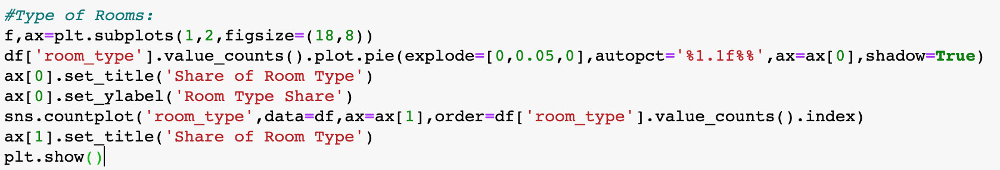 #Type of Rooms:
f,ax=plt.subplots(1,2,figsize=(18,8))
df['room_type'].value_counts().plot.pie(explode=[0,0.05,0],autopct='%1.1f%%',ax=ax[0],shadow=True)
ax[0].set_title('Share of Room Type')
ax[0].set_ylabel('Room Type Share')
sns.countplot('room_type',data=df,ax=ax[1],order=df['room_type'].value_counts().index)
ax[1].set_title('Share of Room Type')
plt.show()